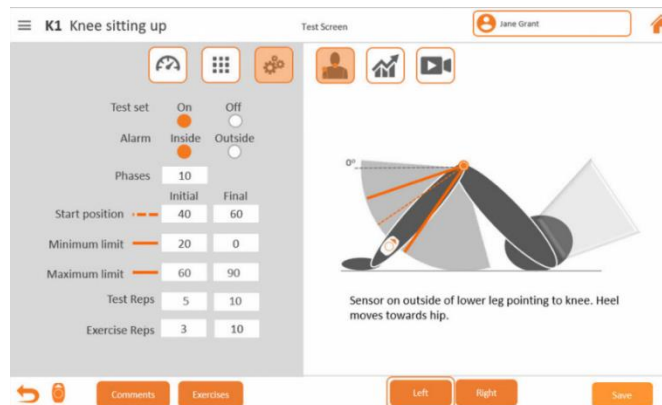 K1 Knee sitting up
Test Screen
Jane Grant
Test set On Off
Alarm Inside Outside
Phases 10
Initial Final
Start position 40 60
Minimum limit 20 0
Maximum limit 60 90
Test Reps 5 10
Exercise Reps 3 10
0°
Sensor on outside of lower leg pointing to knee. Heel
moves towards hip.
Comments Exercises Left Right Save